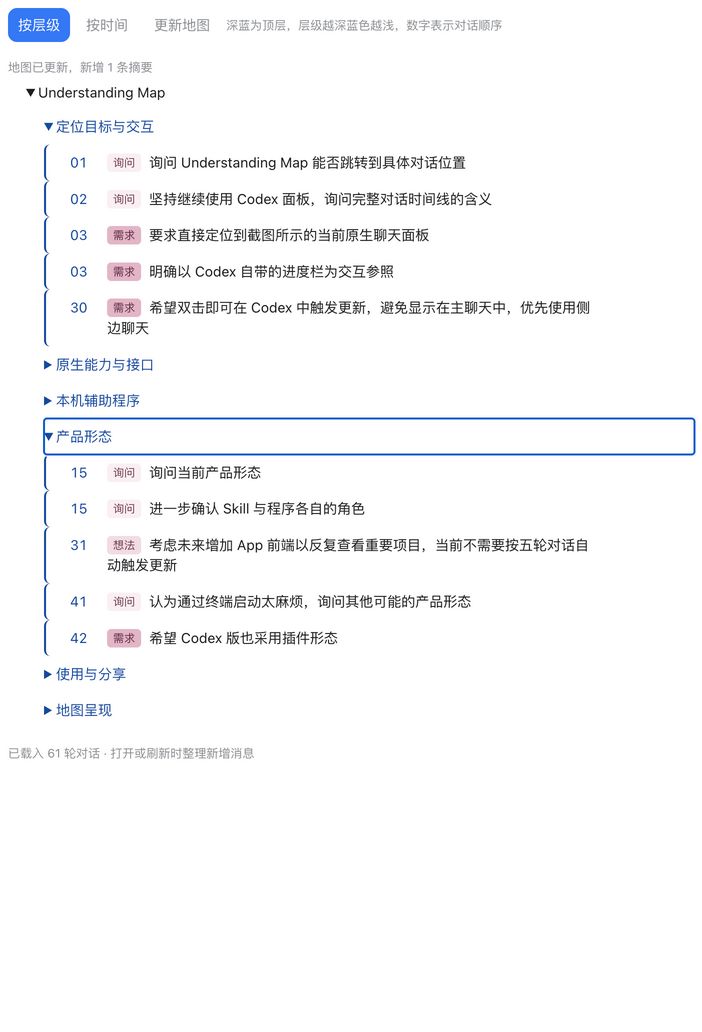 按层级 按时间 更新地图 深蓝为顶层，层级越深蓝色越浅，数字表示对话顺序
地图已更新，新增 1 条摘要
▼Understanding Map
▼定位目标与交互
01 询问 询问 Understanding Map 能否跳转到具体对话位置
02 询问 坚持继续使用 Codex 面板，询问完整对话时间线的含义
03 需求 要求直接定位到截图所示的当前原生聊天面板
03 需求 明确以 Codex 自带的进度栏为交互参照
30 需求 希望双击即可在 Codex 中触发更新，避免显示在主聊天中，优先使用侧
边聊天
▶原生能力与接口
▶本机辅助程序
▼产品形态
15 询问 询问当前产品形态
15 询问 进一步确认 Skill 与程序各自的角色
31 想法 考虑未来增加 App 前端以反复查看重要项目，当前不需要按五轮对话自
动触发更新
41 询问 认为通过终端启动太麻烦，询问其他可能的产品形态
42 需求 希望 Codex 版也采用插件形态
▶使用与分享
▶地图呈现
已载入 61 轮对话 · 打开或刷新时整理新增消息